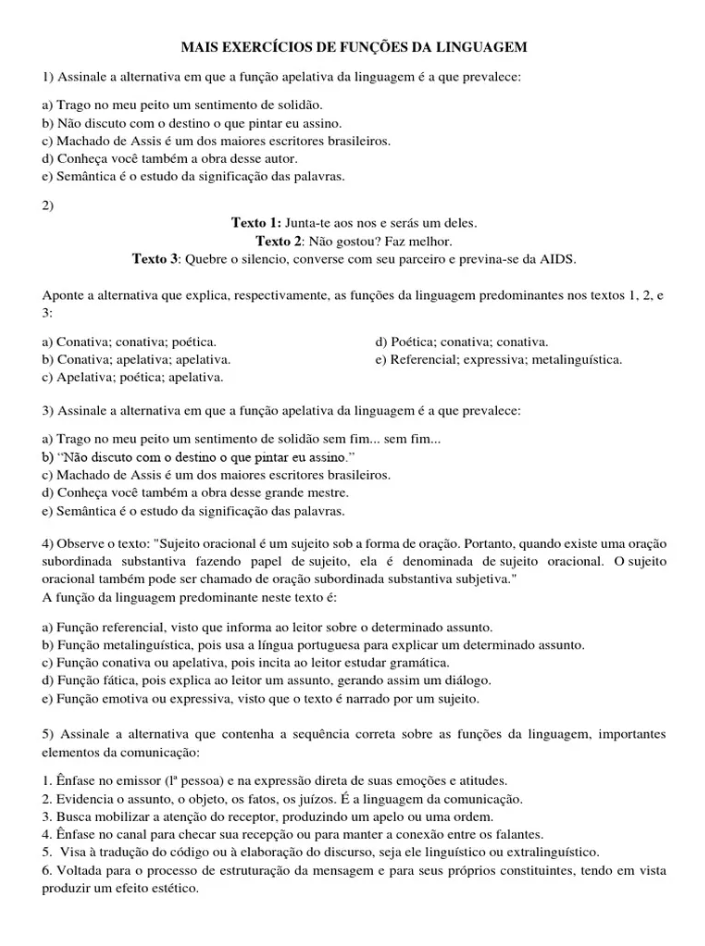 MAIS EXERCÍCIOS DE FUNÇÕES DA LINGUAGEM
1) Assinale a alternativa em que a função apelativa da linguagem é a que prevalece:
a) Trago no meu peito um sentimento de solidão.
b) Não discuto com o destino o que pintar eu assino.
c) Machado de Assis é um dos maiores escritores brasileiros.
d) Conheça você também a obra desse autor.
e) Semântica é o estudo da significação das palavras.
2)
Texto 1: Junta-te aos nos e serás um deles.
Texto 2: Não gostou? Faz melhor.
Texto 3: Quebre o silencio, converse com seu parceiro e previna-se da AIDS.
Aponte a alternativa que explica, respectivamente, as funções da linguagem predominantes nos textos 1, 2, e
3:
a) Conativa; conativa; poética.
b) Conativa; apelativa; apelativa.
c) Apelativa; poética; apelativa.
d) Poética; conativa; conativa.
e) Referencial; expressiva; metalinguística.
3) Assinale a alternativa em que a função apelativa da linguagem é a que prevalece:
a) Trago no meu peito um sentimento de solidão sem fim... sem fim...
b) “Não discuto com o destino o que pintar eu assino.”
c) Machado de Assis é um dos maiores escritores brasileiros.
d) Conheça você também a obra desse grande mestre.
e) Semântica é o estudo da significação das palavras.
4) Observe o texto: "Sujeito oracional é um sujeito sob a forma de oração. Portanto, quando existe uma oração
subordinada substantiva fazendo papel de sujeito, ela é denominada de sujeito oracional. O sujeito
oracional também pode ser chamado de oração subordinada substantiva subjetiva."
A função da linguagem predominante neste texto é:
a) Função referencial, visto que informa ao leitor sobre o determinado assunto.
b) Função metalinguística, pois usa a língua portuguesa para explicar um determinado assunto.
c) Função conativa ou apelativa, pois incita ao leitor estudar gramática.
d) Função fática, pois explica ao leitor um assunto, gerando assim um diálogo.
e) Função emotiva ou expressiva, visto que o texto é narrado por um sujeito.
5) Assinale a alternativa que contenha a sequência correta sobre as funções da linguagem, importantes
elementos da comunicação:
1. Ênfase no emissor (lª pessoa) e na expressão direta de suas emoções e atitudes.
2. Evidencia o assunto, o objeto, os fatos, os juízos. É a linguagem da comunicação.
3. Busca mobilizar a atenção do receptor, produzindo um apelo ou uma ordem.
4. Ênfase no canal para checar sua recepção ou para manter a conexão entre os falantes.
5. Visa à tradução do código ou à elaboração do discurso, seja ele linguístico ou extralinguístico.
6. Voltada para o processo de estruturação da mensagem e para seus próprios constituintes, tendo em vista
produzir um efeito estético.